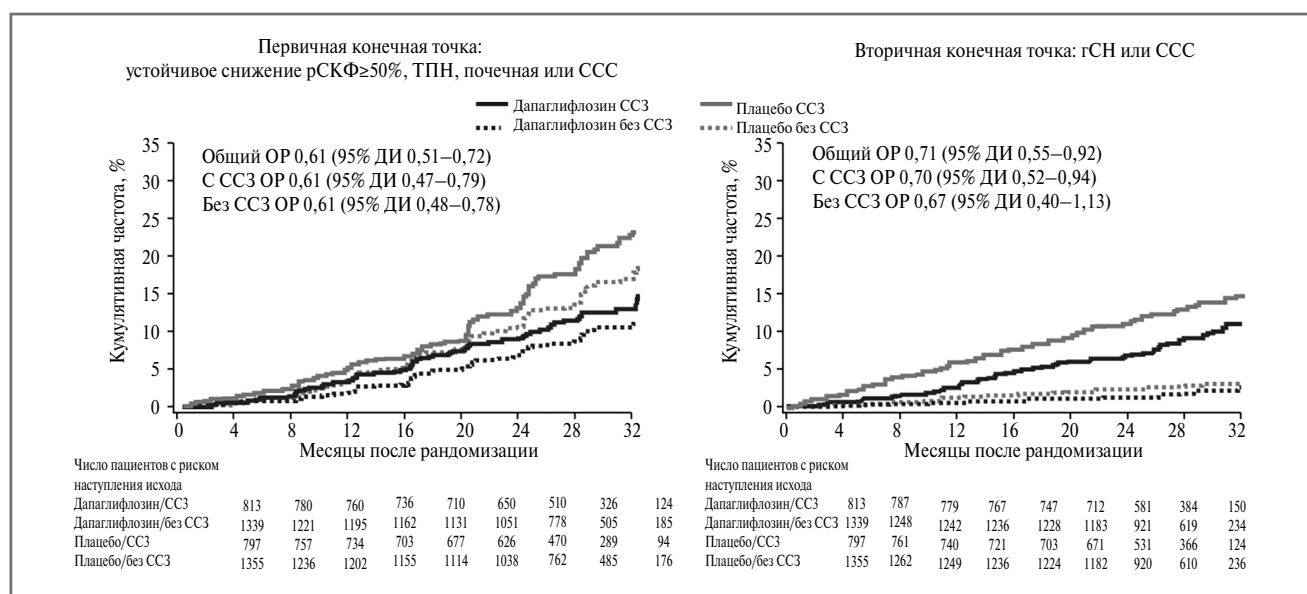 Первичная конечная точка:
устойчивое снижение рСКФ≥50%, ТПН, почечная или ССС
Вторичная конечная точка: гСН или ССС
Дапаглифлозин ССЗ
Дапаглифлозин без ССЗ
Плацебо ССЗ
Плацебо без ССЗ
Кумулятивная частота, %
35
30
25
20
15
10
5
0
Общий ОР 0,61 (95% ДИ 0,51–0,72)
С ССЗ ОР 0,61 (95% ДИ 0,47–0,79)
Без ССЗ ОР 0,61 (95% ДИ 0,48–0,78)
0 4 8 12 16 20 24 28 32
Месяцы после рандомизации
Кумулятивная частота, %
35
30
25
20
15
10
5
0
Общий ОР 0,71 (95% ДИ 0,55–0,92)
С ССЗ ОР 0,70 (95% ДИ 0,52–0,94)
Без ССЗ ОР 0,67 (95% ДИ 0,40–1,13)
0 4 8 12 16 20 24 28 32
Месяцы после рандомизации
Число пациентов с риском
наступления исхода
Дапаглифлозин/ССЗ 813 780 760 736 710 650 510 326 124
Дапаглифлозин/без ССЗ 1339 1221 1195 1162 1131 1051 778 505 185
Плацебо/ССЗ 797 757 734 703 677 626 470 289 94
Плацебо/без ССЗ 1355 1236 1202 1155 1114 1038 762 485 176
Число пациентов с риском
наступления исхода
Дапаглифлозин/ССЗ 813 787 779 767 747 712 581 384 150
Дапаглифлозин/без ССЗ 1339 1248 1242 1236 1228 1183 921 619 234
Плацебо/ССЗ 797 761 740 721 703 671 531 366 124
Плацебо/без ССЗ 1355 1262 1249 1236 1224 1182 920 610 236